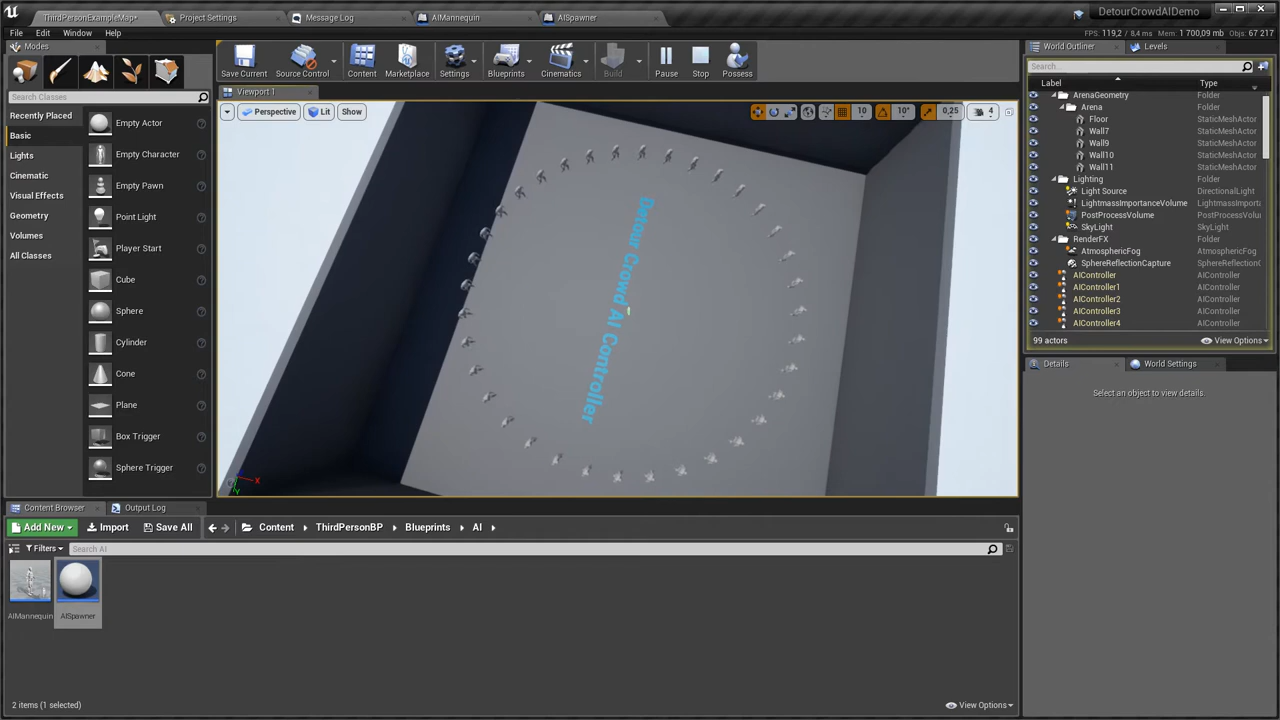 ThirdPersonExampleMap*
Project Settings
Message Log
AIMannequin
AISpawner
DetourCrowdAIDemo
File
Edit
Window
Help
FPS: 119,2 / 8,4 ms
Mem: 1 700,09 mb
Objs: 67 217
Modes
Search Classes
Recently Placed
Basic
Lights
Cinematic
Visual Effects
Geometry
Volumes
All Classes
Empty Actor
Empty Character
Empty Pawn
Point Light
Player Start
Cube
Sphere
Cylinder
Cone
Plane
Box Trigger
Sphere Trigger
Save Current
Source Control
Content
Marketplace
Settings
Blueprints
Cinematics
Build
Pause
Stop
Possess
Viewport 1
Perspective
Lit
Show
10
10°
0,25
4
Detour Crowd AI Controller
X
Y
World Outliner
Levels
Search...
Label
Type
ArenaGeometry Folder
Arena Folder
Floor StaticMeshActor
Wall7 StaticMeshActor
Wall9 StaticMeshActor
Wall10 StaticMeshActor
Wall11 StaticMeshActor
Lighting Folder
Light Source DirectionalLight
LightmassImportanceVolume LightmassImporta
PostProcessVolume PostProcessVolu
SkyLight SkyLight
RenderFX Folder
AtmosphericFog AtmosphericFog
SphereReflectionCapture SphereReflection
AIController AIController
AIController1 AIController
AIController2 AIController
AIController3 AIController
AIController4 AIController
99 actors
View Options
Details
World Settings
Select an object to view details.
Content Browser
Output Log
Add New
Import
Save All
Content
ThirdPersonBP
Blueprints
AI
Filters
Search AI
AIMannequin
AISpawner
2 items (1 selected)
View Options